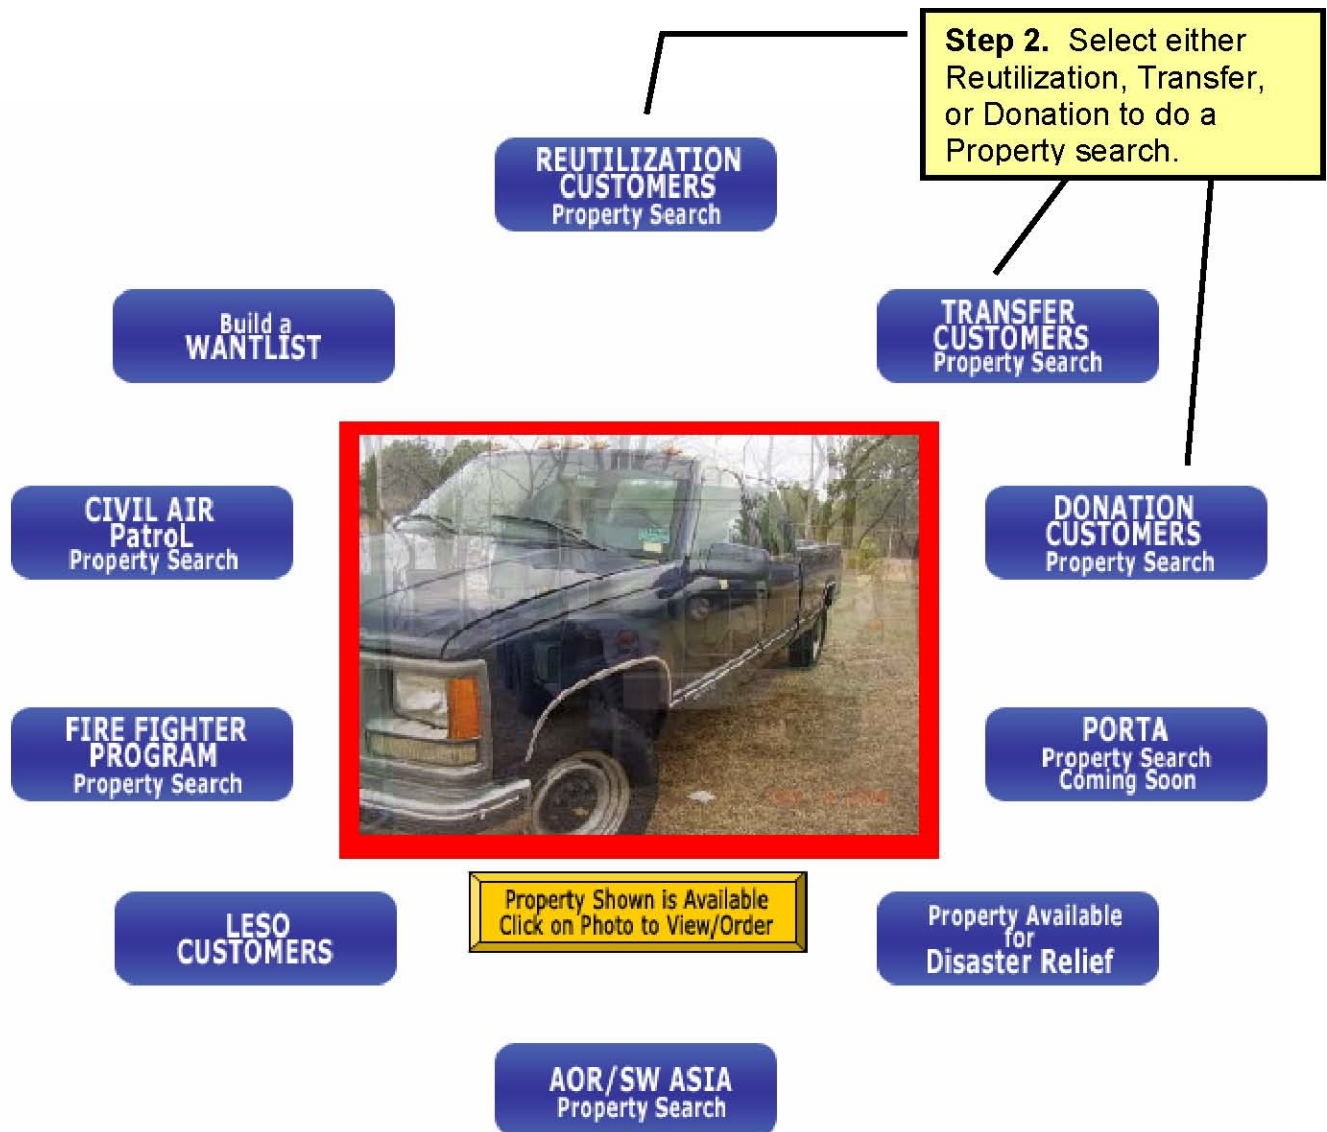 Step 2. Select either
Reutilization, Transfer,
or Donation to do a
Property search.
REUTILIZATION
CUSTOMERS
Property Search
Build a
WANTLIST
TRANSFER
CUSTOMERS
Property Search
CIVIL AIR
PatroL
Property Search
DONATION
CUSTOMERS
Property Search
FIRE FIGHTER
PROGRAM
Property Search
PORTA
Property Search
Coming Soon
LESO
CUSTOMERS
Property Shown is Available
Click on Photo to View/Order
Property Available
for
Disaster Relief
AOR/SW ASIA
Property Search